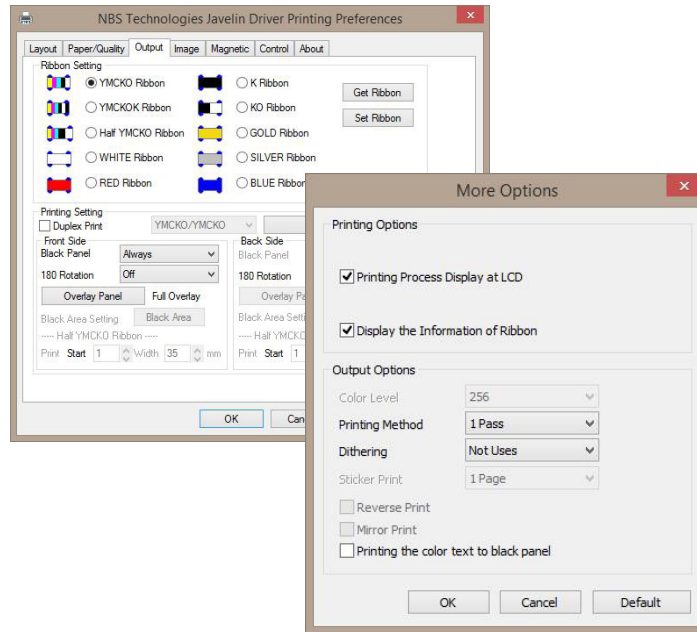 NBS Technologies Javelin Driver Printing Preferences
Layout Paper/Quality Output Image Magnetic Control About
Ribbon Setting
YMCKO Ribbon K Ribbon Get Ribbon
YMCKOK Ribbon KO Ribbon Set Ribbon
Half YMCKO Ribbon GOLD Ribbon
WHITE Ribbon SILVER Ribbon
RED Ribbon BLUE Ribbon
Printing Setting
Duplex Print YMCKO/YMCKO
Front Side Back Side
Black Panel Always Black Panel
180 Rotation Off 180 Rotation
Overlay Panel Full Overlay Overlay Pa
Black Area Setting Black Area Black Area Setti
---- Half YMCKO Ribbon ---- ---- Half YMCKO
Print Start 1 Width 35 mm Print Start 1
OK Can
More Options
Printing Options
Printing Process Display at LCD
Display the Information of Ribbon
Output Options
Color Level 256
Printing Method 1 Pass
Dithering Not Uses
Sticker Print 1 Page
Reverse Print
Mirror Print
Printing the color text to black panel
OK Cancel Default